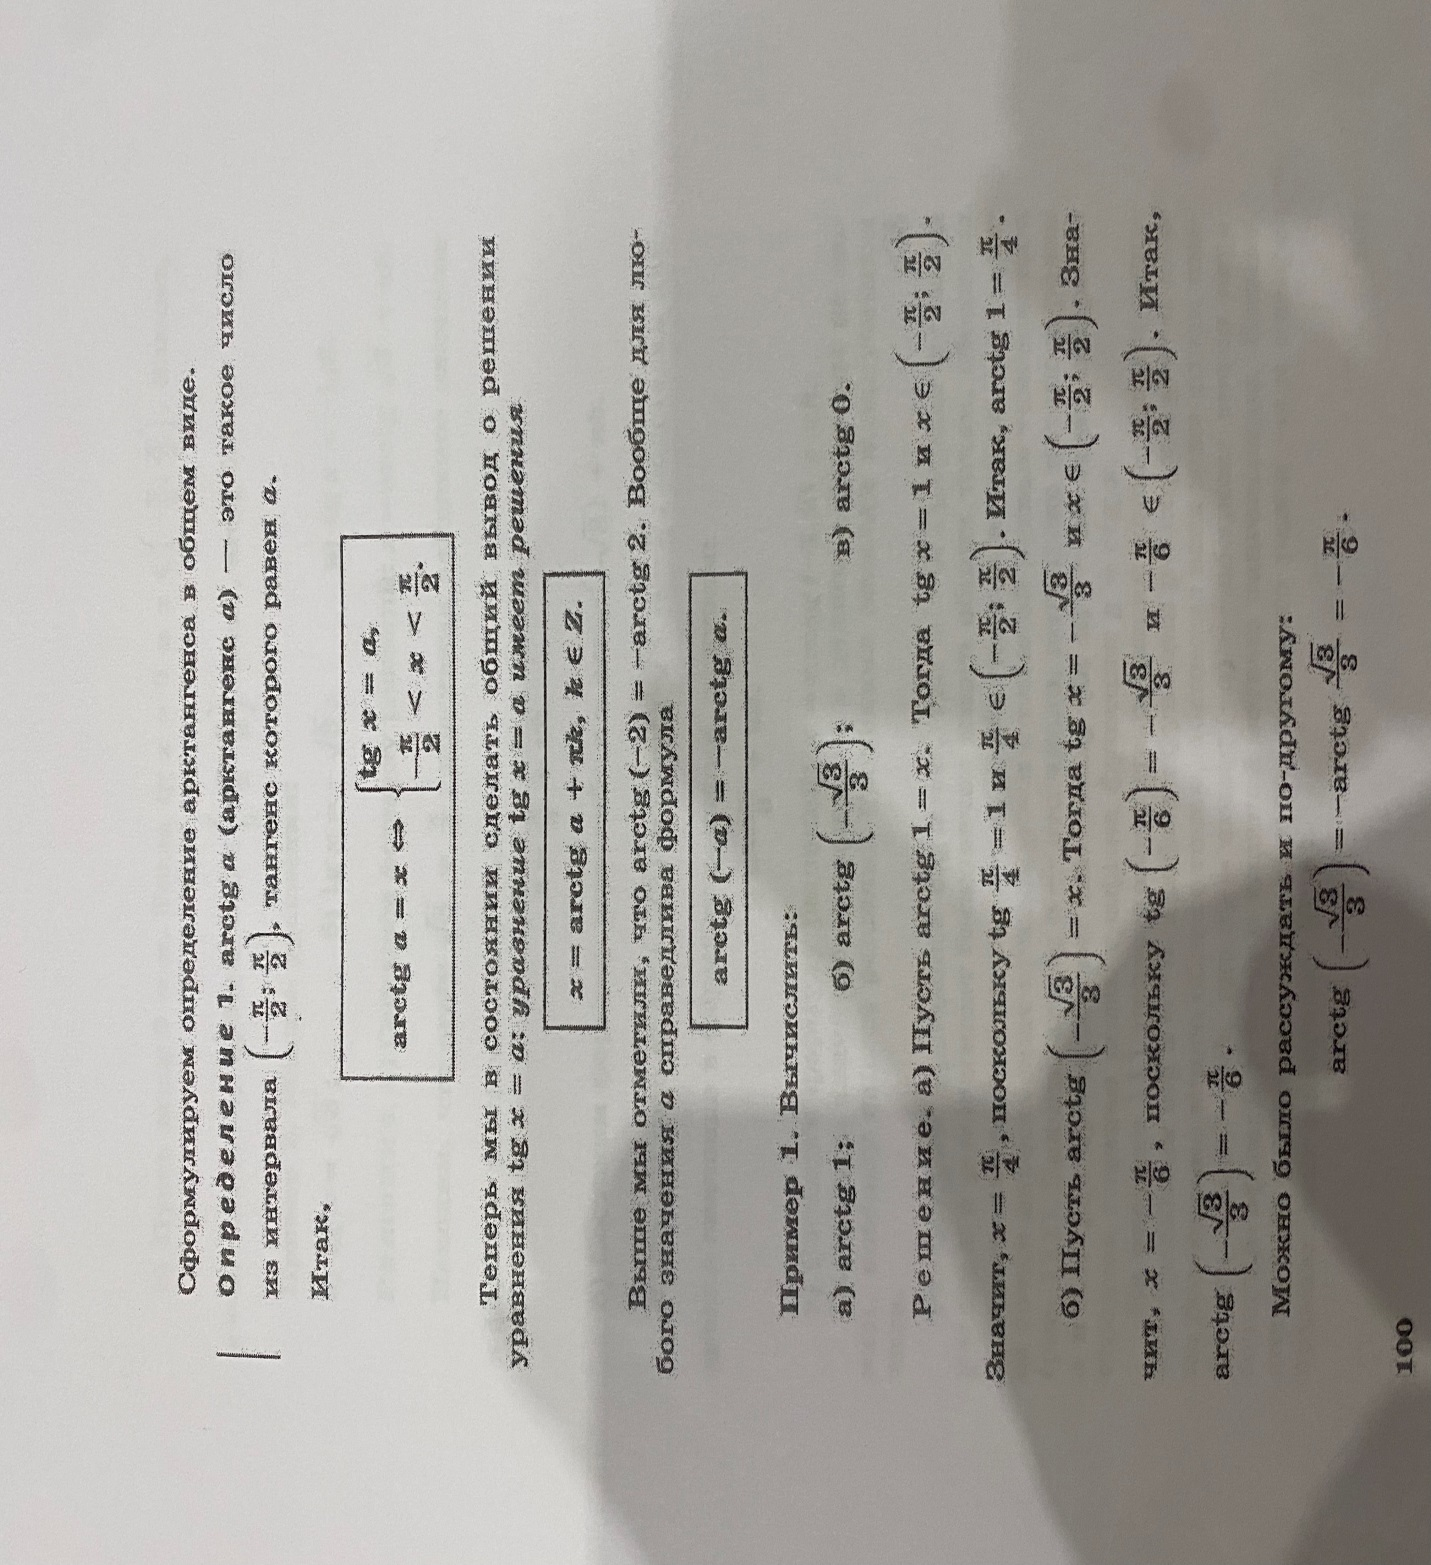 Сформулируем определение арктангенса в общем виде.
Определение 1. arctg a (арктангенс a) — это такое число
из интервала (−π/2; π/2), тангенс которого равен a.
Итак,
arctg a = x ⇔ { tg x = a,
−π/2 < x < π/2.
Теперь мы в состоянии сделать общий вывод о решении
уравнения tg x = a: уравнение tg x = a имеет решения
x = arctg a + πk, k ∈ Z.
Выше мы отметили, что arctg (−2) = −arctg 2. Вообще для лю-
бого значения a справедлива формула
arctg (−a) = −arctg a.
Пример 1. Вычислить:
а) arctg 1; б) arctg (−√3/3); в) arctg 0.
Решение. а) Пусть arctg 1 = x. Тогда tg x = 1 и x ∈ (−π/2; π/2).
Значит, x = π/4, поскольку tg π/4 = 1 и π/4 ∈ (−π/2; π/2). Итак, arctg 1 = π/4.
б) Пусть arctg (−√3/3) = x. Тогда tg x = −√3/3 и x ∈ (−π/2; π/2). Зна-
чит, x = −π/6, поскольку tg (−π/6) = −√3/3 и −π/6 ∈ (−π/2; π/2). Итак,
arctg (−√3/3) = −π/6.
Можно было рассуждать и по-другому:
arctg (−√3/3) = −arctg √3/3 = −π/6.
100